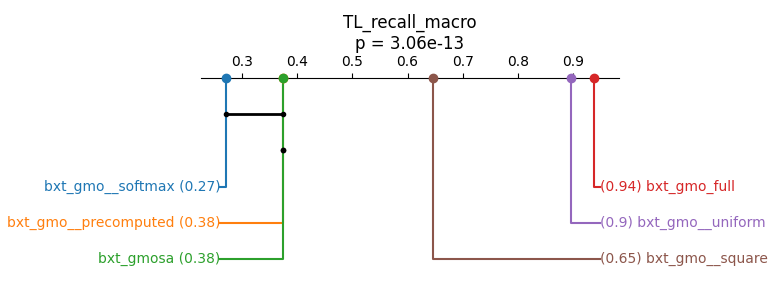 TL_recall_macro
p = 3.06e-13
0.3 0.4 0.5 0.6 0.7 0.8 0.9
bxt_gmo__softmax (0.27) (0.94) bxt_gmo_full
bxt_gmo__precomputed (0.38) (0.9) bxt_gmo__uniform
bxt_gmosa (0.38) (0.65) bxt_gmo__square